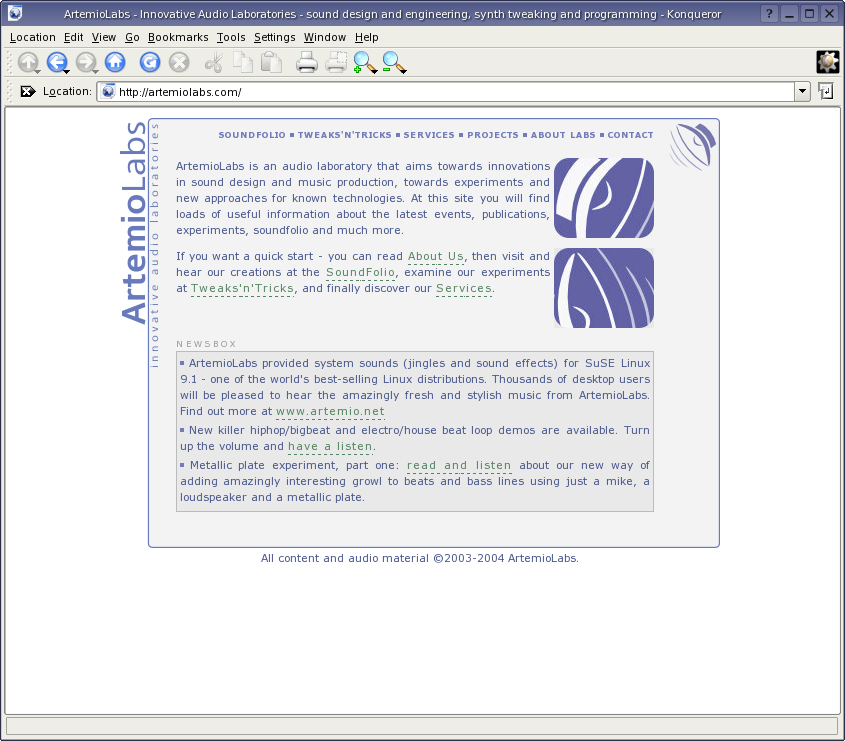 ArtemioLabs - Innovative Audio Laboratories - sound design and engineering, synth tweaking and programming - Konqueror
Location Edit View Go Bookmarks Tools Settings Window Help
Location: http://artemiolabs.com/
ArtemioLabs
innovative audio laboratories
SOUNDFOLIO ▪ TWEAKS'N'TRICKS ▪ SERVICES ▪ PROJECTS ▪ ABOUT LABS ▪ CONTACT
ArtemioLabs is an audio laboratory that aims towards innovations
in sound design and music production, towards experiments and
new approaches for known technologies. At this site you will find
loads of useful information about the latest events, publications,
experiments, soundfolio and much more.
If you want a quick start - you can read About Us, then visit and
hear our creations at the SoundFolio, examine our experiments
at Tweaks'n'Tricks, and finally discover our Services.
NEWSBOX
▪ ArtemioLabs provided system sounds (jingles and sound effects) for SuSE Linux
9.1 - one of the world's best-selling Linux distributions. Thousands of desktop users
will be pleased to hear the amazingly fresh and stylish music from ArtemioLabs.
Find out more at www.artemio.net
▪ New killer hiphop/bigbeat and electro/house beat loop demos are available. Turn
up the volume and have a listen.
▪ Metallic plate experiment, part one: read and listen about our new way of
adding amazingly interesting growl to beats and bass lines using just a mike, a
loudspeaker and a metallic plate.
All content and audio material ©2003-2004 ArtemioLabs.